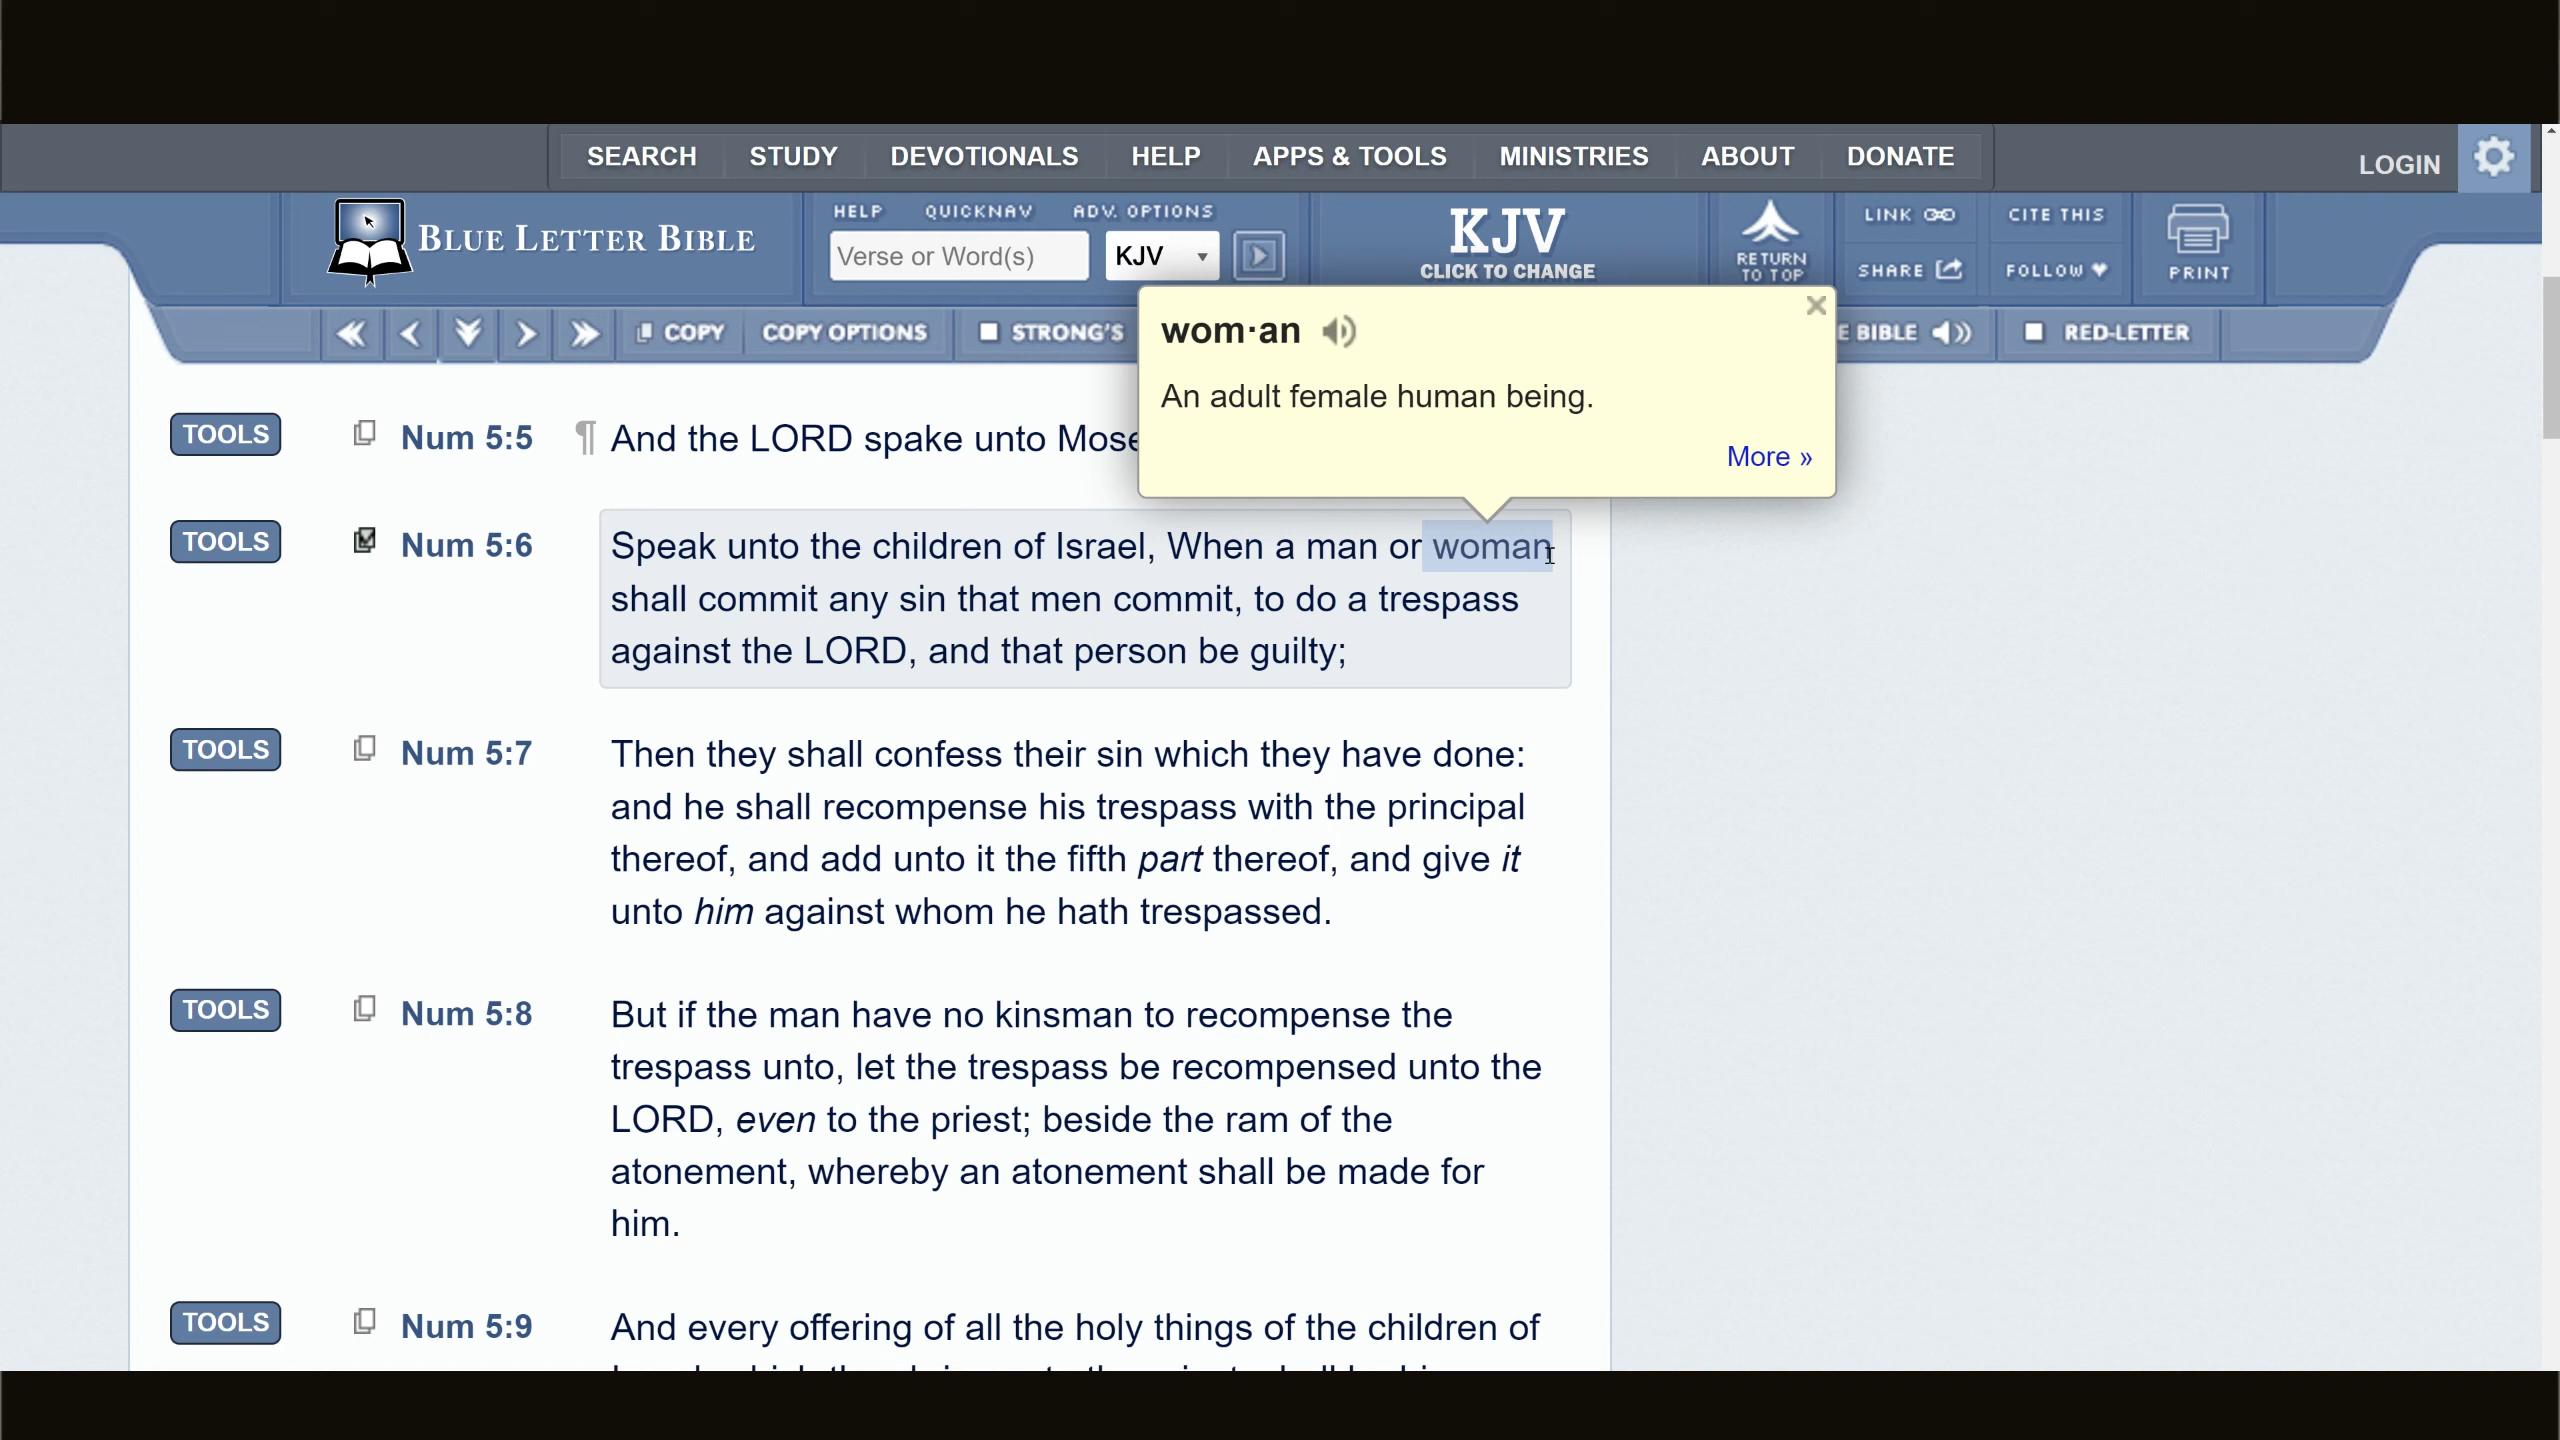 SEARCH STUDY DEVOTIONALS HELP APPS & TOOLS MINISTRIES ABOUT DONATE LOGIN
BLUE LETTER BIBLE
HELP QUICKNAV ADV. OPTIONS
Verse or Word(s) KJV
KJV
CLICK TO CHANGE
RETURN
TO TOP
LINK CITE THIS
SHARE FOLLOW
PRINT
COPY COPY OPTIONS STRONG'S E BIBLE RED-LETTER
wom·an
An adult female human being.
More »
TOOLS Num 5:5 ¶ And the LORD spake unto Mose
TOOLS Num 5:6 Speak unto the children of Israel, When a man or woman
shall commit any sin that men commit, to do a trespass
against the LORD, and that person be guilty;
TOOLS Num 5:7 Then they shall confess their sin which they have done:
and he shall recompense his trespass with the principal
thereof, and add unto it the fifth part thereof, and give it
unto him against whom he hath trespassed.
TOOLS Num 5:8 But if the man have no kinsman to recompense the
trespass unto, let the trespass be recompensed unto the
LORD, even to the priest; beside the ram of the
atonement, whereby an atonement shall be made for
him.
TOOLS Num 5:9 And every offering of all the holy things of the children of